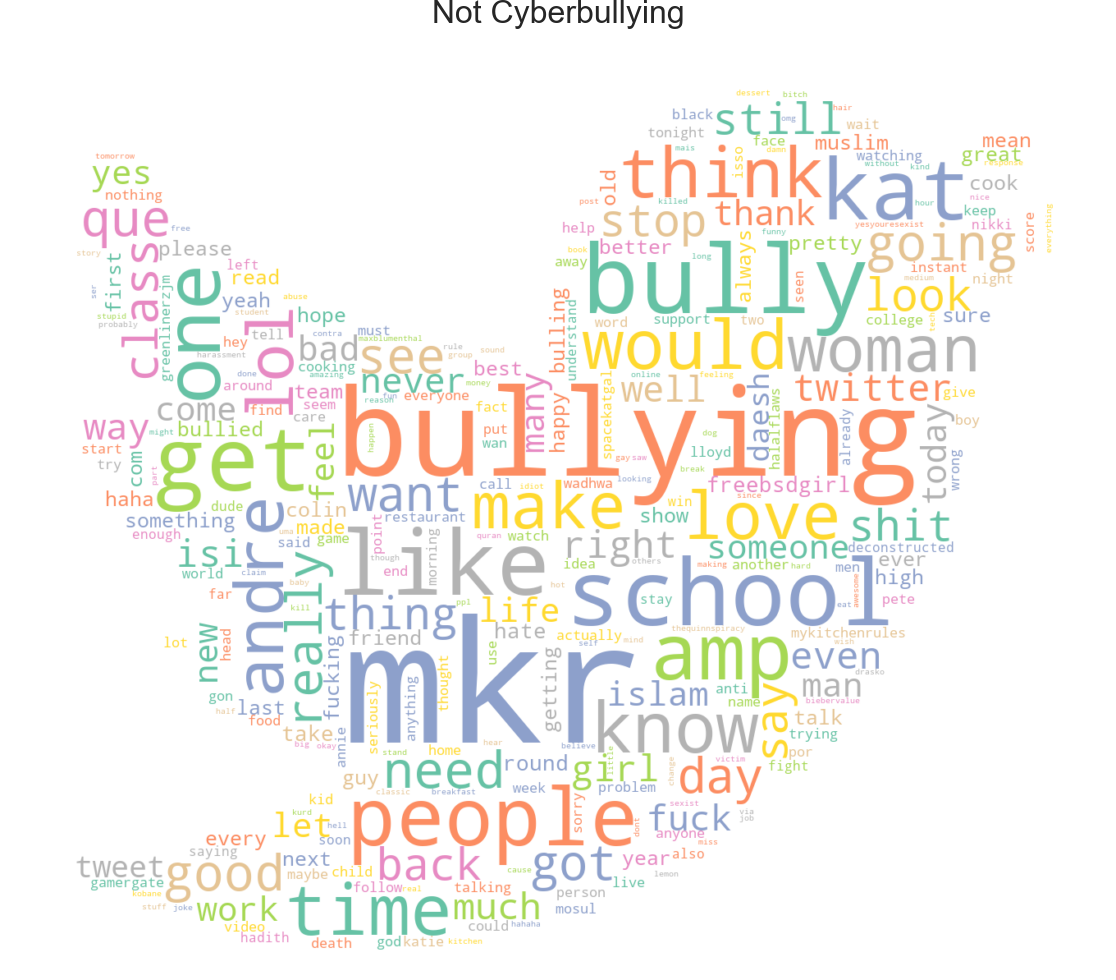 Not Cyberbullying
dessert
bitch
black
still
hair
omg
tonight
wait
tomorrow
mais
face
damn
isso
muslim
mean
yes
think
kat
watching
great
without
kind
response
nothing
old
cook
que
post
killed
stop
thank
hour
nice
keep
free
help
yesyouresexist
nikki
score
everything
class
please
better
funny
always
pretty
going
story
one
first
left
book
away
bully
long
seen
instant
night
medium
greenlinerzjm
read
look
ser
yeah
abuse
bulling
understand
word
support
two
college
tech
sure
stupid
student
lol
hope
probably
hey
tell
contra
must
maxblumenthal
bad
see
rule
group
sound
would
woman
harassment
cooking
amazing
best
done
around
team
never
money
online
feeling
spacekatgal
well
daesh
twitter
give
find
seem
reason
fun
everyone
many
happy
come
care
fact
way
might
bullied
bullying
put
wan
dog
halalflaws
already
today
boy
start
try
com
part
get
feel
happen
gay
saw
lloyd
wrong
break
looking
haha
dude
colin
want
call
idiot
wadhwa
freebsdgirl
since
win
something
andre
made
restaurant
make
show
love
shit
enough
uma
game
point
quran
watch
right
isi
said
like
morning
idea
others
someone
deconstructed
world
claim
really
though
end
making
another
hard
men
ever
high
far
baby
hot
school
awesome
eat
pete
kill
thing
ppl
life
stay
lot
new
head
friend
hate
actually
mind
self
thequinnspiracy
mykitchenrules
wish
fucking
mkr
use
getting
amp
even
drasko
gon
seriously
anything
thought
islam
anti
man
name
biebervalue
half
last
food
take
know
say
talk
trying
big
okay
annie
stand
home
hear
believe
por
need
round
girl
little
change
victim
fight
guy
classic
breakfast
week
problem
day
kid
sexist
kurd
let
hell
people
sorry
dont
fuck
via
job
every
soon
anyone
miss
saying
tweet
next
back
cause
got
year
also
gamergate
good
maybe
child
lemon
kobane
follow
real
talking
person
live
stuff
joke
work
time
much
mosul
video
could
hahaha
hadith
death
god
katie
kitchen